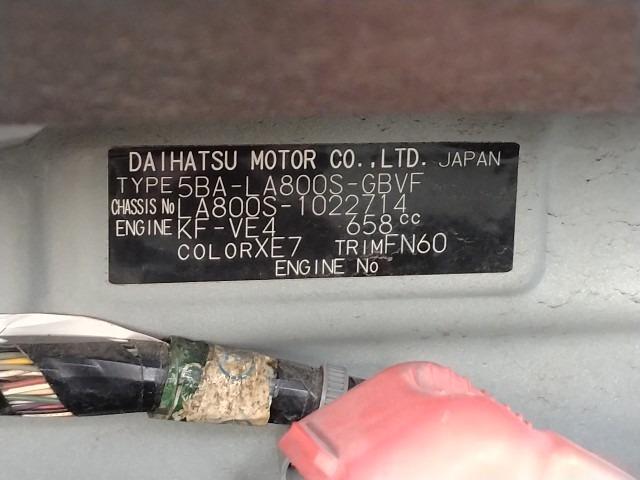 DAIHATSU MOTOR CO.,LTD. JAPAN
TYPE 5BA-LA800S-GBVF
CHASSIS No LA800S-1022714
ENGINE KF-VE4 658cc
COLOR XE7 TRIM FN60
ENGINE No